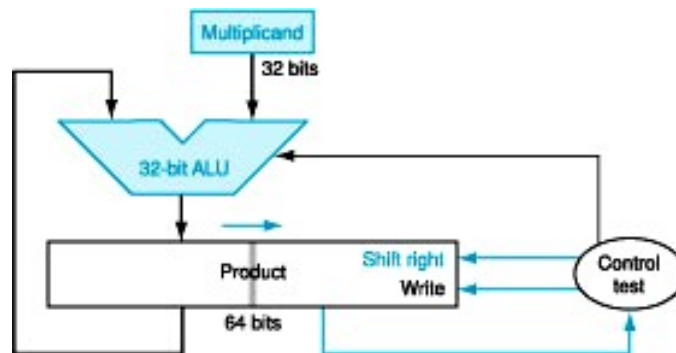 Multiplicand
32 bits
32-bit ALU
Product
Shift right
Write
Control
test
64 bits